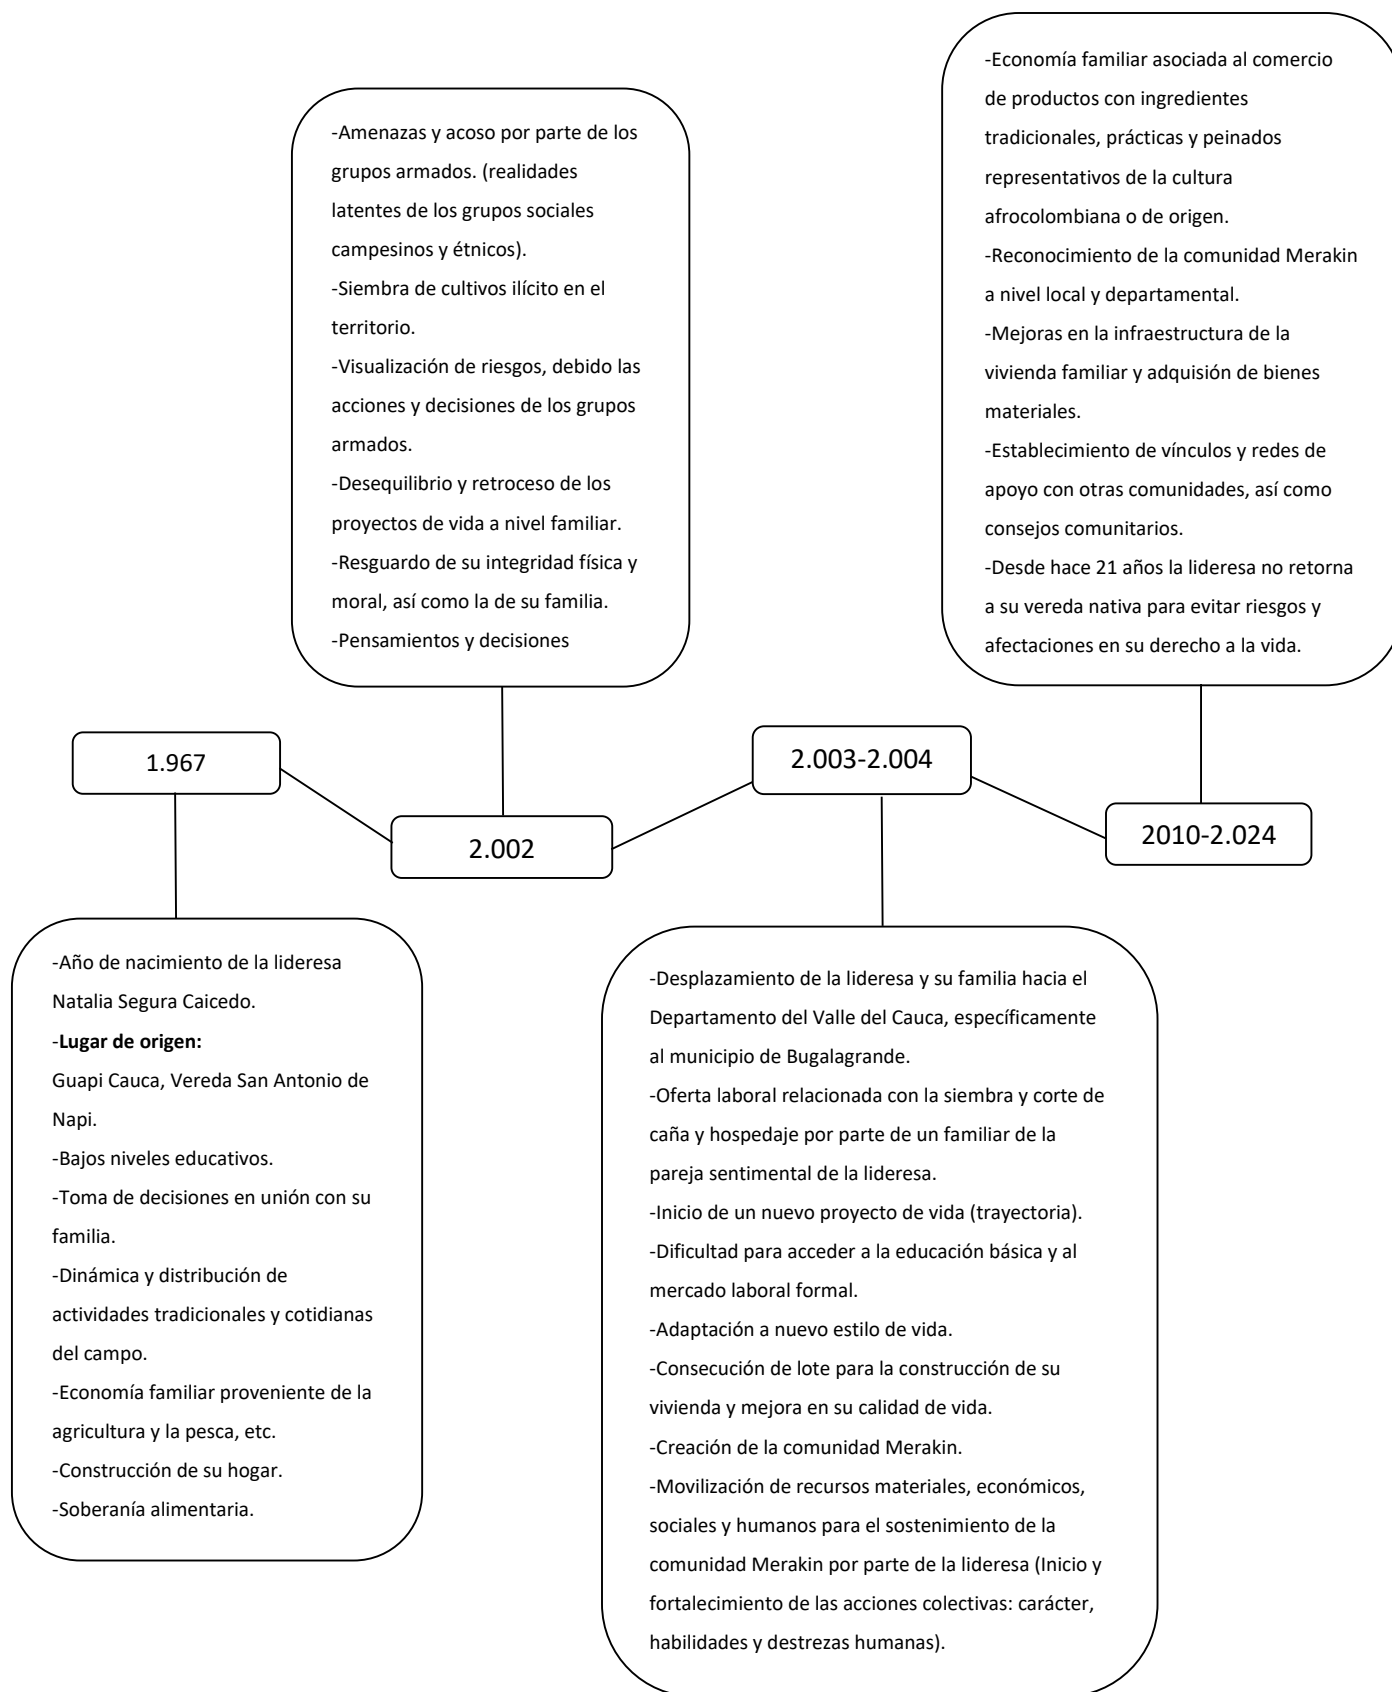 1.967
-Año de nacimiento de la lideresa
Natalia Segura Caicedo.
-Lugar de origen:
Guapi Cauca, Vereda San Antonio de
Napi.
-Bajos niveles educativos.
-Toma de decisiones en unión con su
familia.
-Dinámica y distribución de
actividades tradicionales y cotidianas
del campo.
-Economía familiar proveniente de la
agricultura y la pesca, etc.
-Construcción de su hogar.
-Soberanía alimentaria.
2.002
-Amenazas y acoso por parte de los
grupos armados. (realidades
latentes de los grupos sociales
campesinos y étnicos).
-Siembra de cultivos ilícito en el
territorio.
-Visualización de riesgos, debido las
acciones y decisiones de los grupos
armados.
-Desequilibrio y retroceso de los
proyectos de vida a nivel familiar.
-Resguardo de su integridad física y
moral, así como la de su familia.
-Pensamientos y decisiones
2.003-2.004
-Desplazamiento de la lideresa y su familia hacia el
Departamento del Valle del Cauca, específicamente
al municipio de Bugalagrande.
-Oferta laboral relacionada con la siembra y corte de
caña y hospedaje por parte de un familiar de la
pareja sentimental de la lideresa.
-Inicio de un nuevo proyecto de vida (trayectoria).
-Dificultad para acceder a la educación básica y al
mercado laboral formal.
-Adaptación a nuevo estilo de vida.
-Consecución de lote para la construcción de su
vivienda y mejora en su calidad de vida.
-Creación de la comunidad Merakin.
-Movilización de recursos materiales, económicos,
sociales y humanos para el sostenimiento de la
comunidad Merakin por parte de la lideresa (Inicio y
fortalecimiento de las acciones colectivas: carácter,
habilidades y destrezas humanas).
2010-2.024
-Economía familiar asociada al comercio
de productos con ingredientes
tradicionales, prácticas y peinados
representativos de la cultura
afrocolombiana o de origen.
-Reconocimiento de la comunidad Merakin
a nivel local y departamental.
-Mejoras en la infraestructura de la
vivienda familiar y adquisión de bienes
materiales.
-Establecimiento de vínculos y redes de
apoyo con otras comunidades, así como
consejos comunitarios.
-Desde hace 21 años la lideresa no retorna
a su vereda nativa para evitar riesgos y
afectaciones en su derecho a la vida.